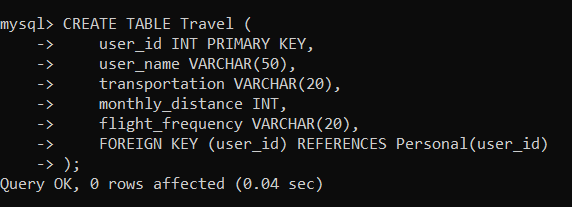 mysql> CREATE TABLE Travel (
    ->     user_id INT PRIMARY KEY,
    ->     user_name VARCHAR(50),
    ->     transportation VARCHAR(20),
    ->     monthly_distance INT,
    ->     flight_frequency VARCHAR(20),
    ->     FOREIGN KEY (user_id) REFERENCES Personal(user_id)
    -> );
Query OK, 0 rows affected (0.04 sec)